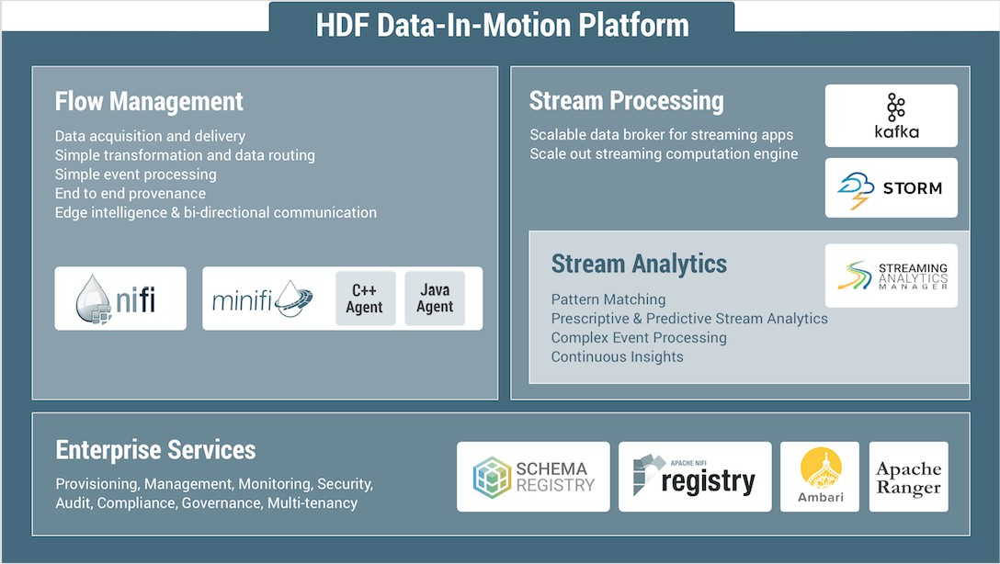 HDF Data-In-Motion Platform
Flow Management
Data acquisition and delivery
Simple transformation and data routing
Simple event processing
End to end provenance
Edge intelligence & bi-directional communication
nifi
minifi
C++
Agent
Java
Agent
Stream Processing
Scalable data broker for streaming apps
Scale out streaming computation engine
kafka
STORM
Stream Analytics
Pattern Matching
Prescriptive & Predictive Stream Analytics
Complex Event Processing
Continuous Insights
STREAMING
ANALYTICS
MANAGER
Enterprise Services
Provisioning, Management, Monitoring, Security,
Audit, Compliance, Governance, Multi-tenancy
SCHEMA
REGISTRY
APACHE NIFI
registry
Ambari
Apache
Ranger